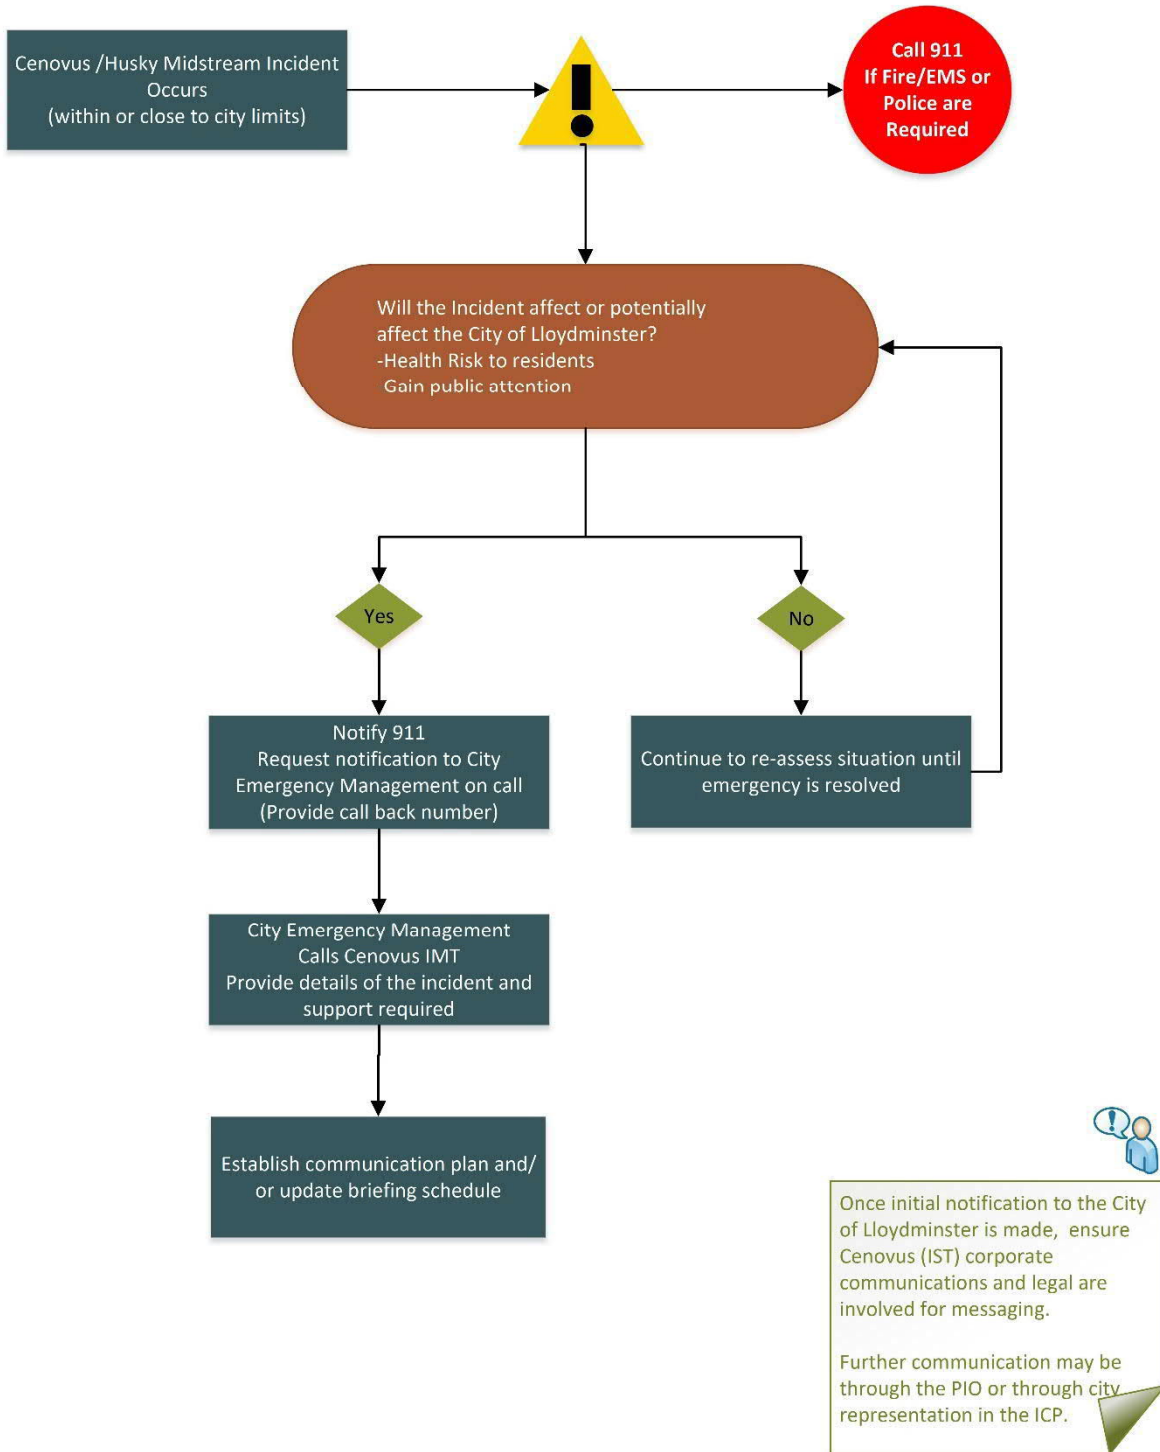 Cenovus /Husky Midstream Incident
Occurs
(within or close to city limits)
Call 911
If Fire/EMS or
Police are
Required
Will the Incident affect or potentially
affect the City of Lloydminster?
-Health Risk to residents
Gain public attention
Yes
No
Notify 911
Request notification to City
Emergency Management on call
(Provide call back number)
Continue to re-assess situation until
emergency is resolved
City Emergency Management
Calls Cenovus IMT
Provide details of the incident and
support required
Establish communication plan and/
or update briefing schedule
Once initial notification to the City
of Lloydminster is made, ensure
Cenovus (IST) corporate
communications and legal are
involved for messaging.
Further communication may be
through the PIO or through city
representation in the ICP.